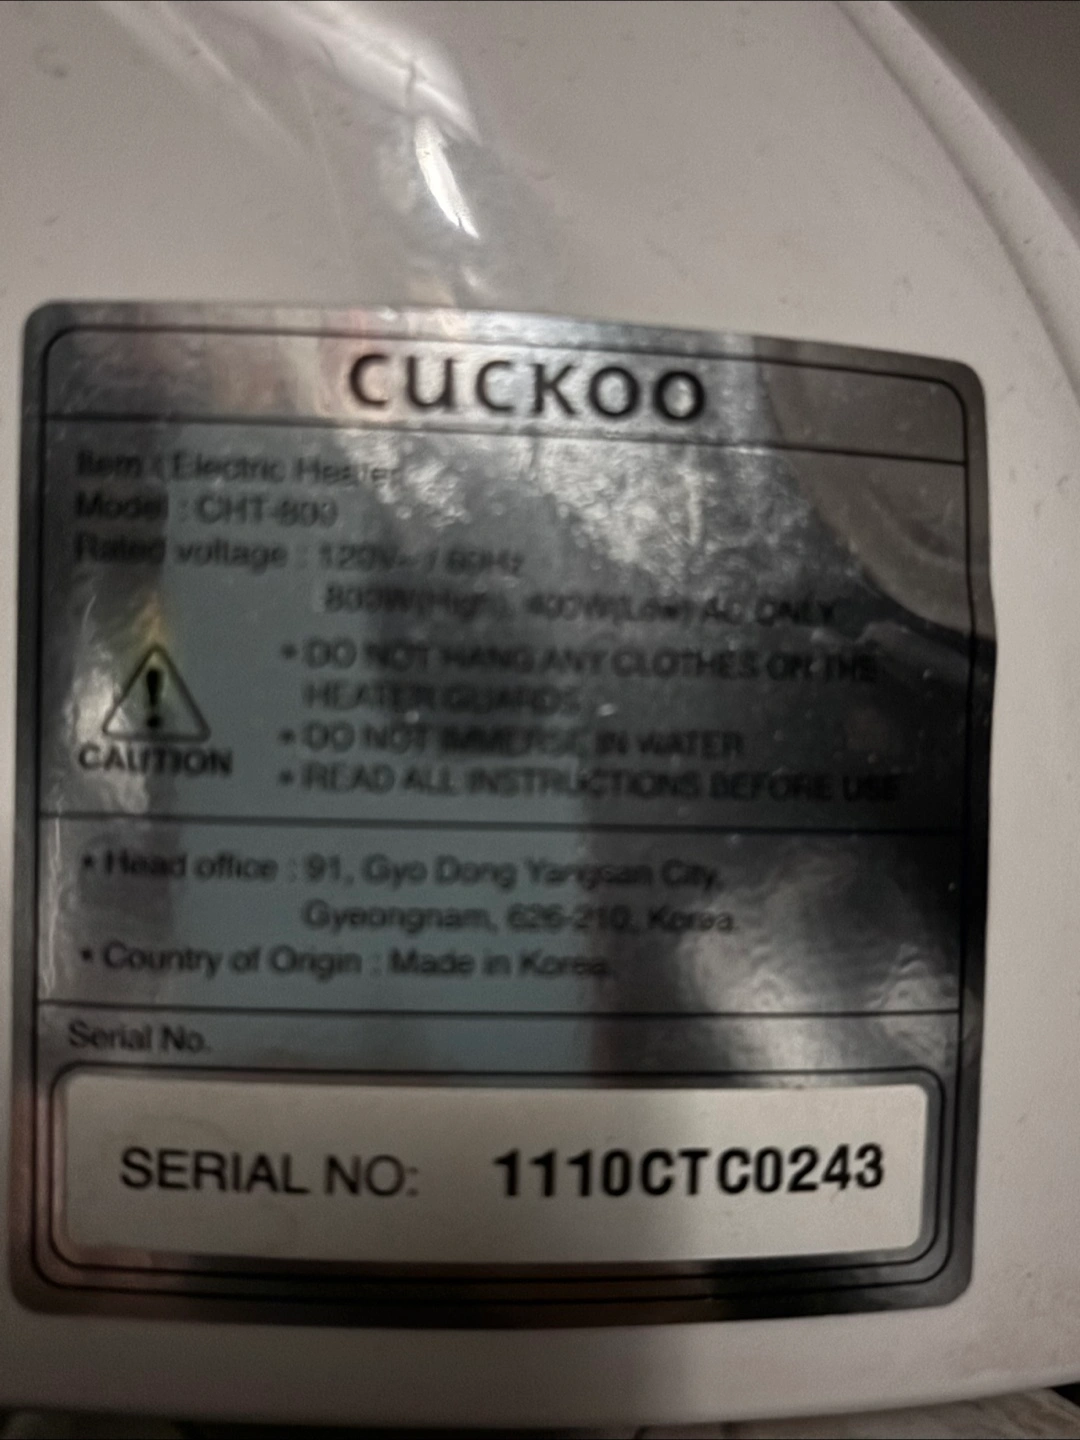 CUCKOO
Item : Electric Heater
Model : CHT-800
Rated voltage : 120V~ / 60Hz
800W(High), 400W(Low) AC ONLY
• DO NOT HANG ANY CLOTHES ON THE
HEATER GUARDS
• DO NOT IMMERSE IN WATER
CAUTION
• READ ALL INSTRUCTIONS BEFORE USE
• Head office : 91, Gyo Dong Yangsan City,
Gyeongnam, 626-210, Korea.
• Country of Origin : Made in Korea.
Serial No.
SERIAL NO: 1110CTC0243